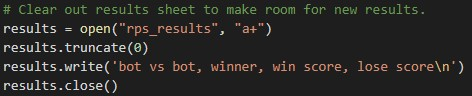 # Clear out results sheet to make room for new results.
results = open("rps_results", "a+")
results.truncate(0)
results.write('bot vs bot, winner, win score, lose score\n')
results.close()